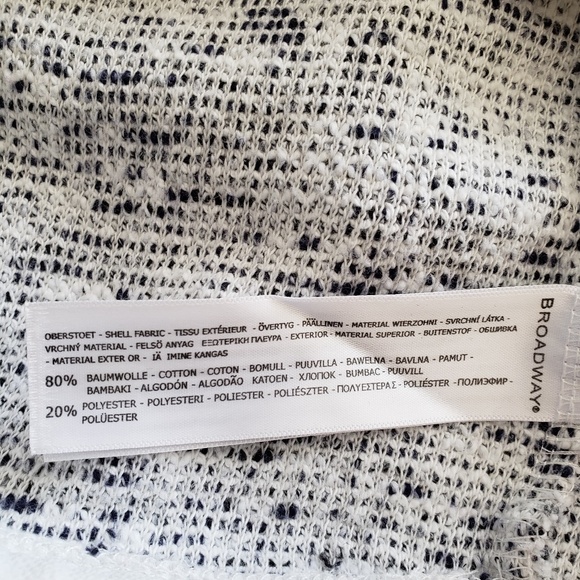 OBERSTOET - SHELL FABRIC - TISSU EXTÉRIEUR - ÖVERTYG - PÄÄLLINEN - MATERIAL WIERZOHNI - SVRCHNÍ LÁTKA -
VRCHNÝ MATERIAL - FELSÖ ANYAG ΕΞΩΤΕΡΙΚΗ ΠΛΕΥΡΑ - EXTERIOR - MATERIAL SUPERIOR - BUITENSTOF - ОБШИВКА
- MATERIAL EXTER OR - IÄ IMINE KANGAS
80% BAUMWOLLE - COTTON - COTON - BOMULL - PUUVILLA - BAWELNA - BAVLNA - PAMUT -
BAMBAKI - ALGODÓN - ALGODÃO KATOEN - ХЛОПОК - BUMBAC - PUUVILL
20% POLYESTER - POLYESTERI - POLIESTER - POLIÉSZTER - ΠΟΛΥΕΣΤΕΡΑΣ - POLIÉSTER - ПОЛИЭФИР -
POLÜESTER
BROADWAY®